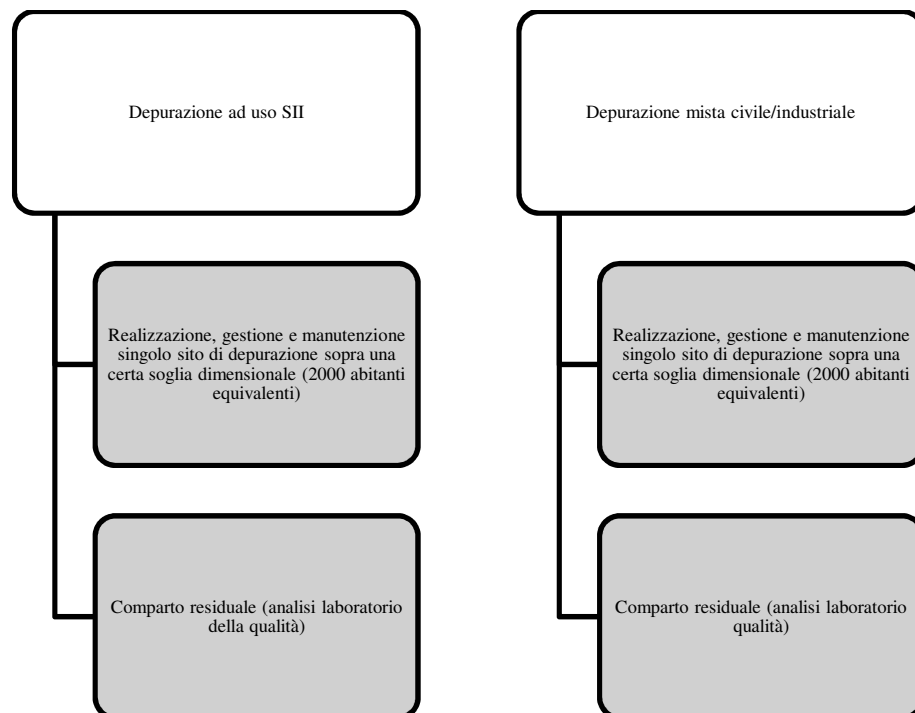 Depurazione ad uso SII
Realizzazione, gestione e manutenzione
singolo sito di depurazione sopra una
certa soglia dimensionale (2000 abitanti
equivalenti)
Comparto residuale (analisi laboratorio
della qualità)
Depurazione mista civile/industriale
Realizzazione, gestione e manutenzione
singolo sito di depurazione sopra una
certa soglia dimensionale (2000 abitanti
equivalenti)
Comparto residuale (analisi laboratorio
qualità)